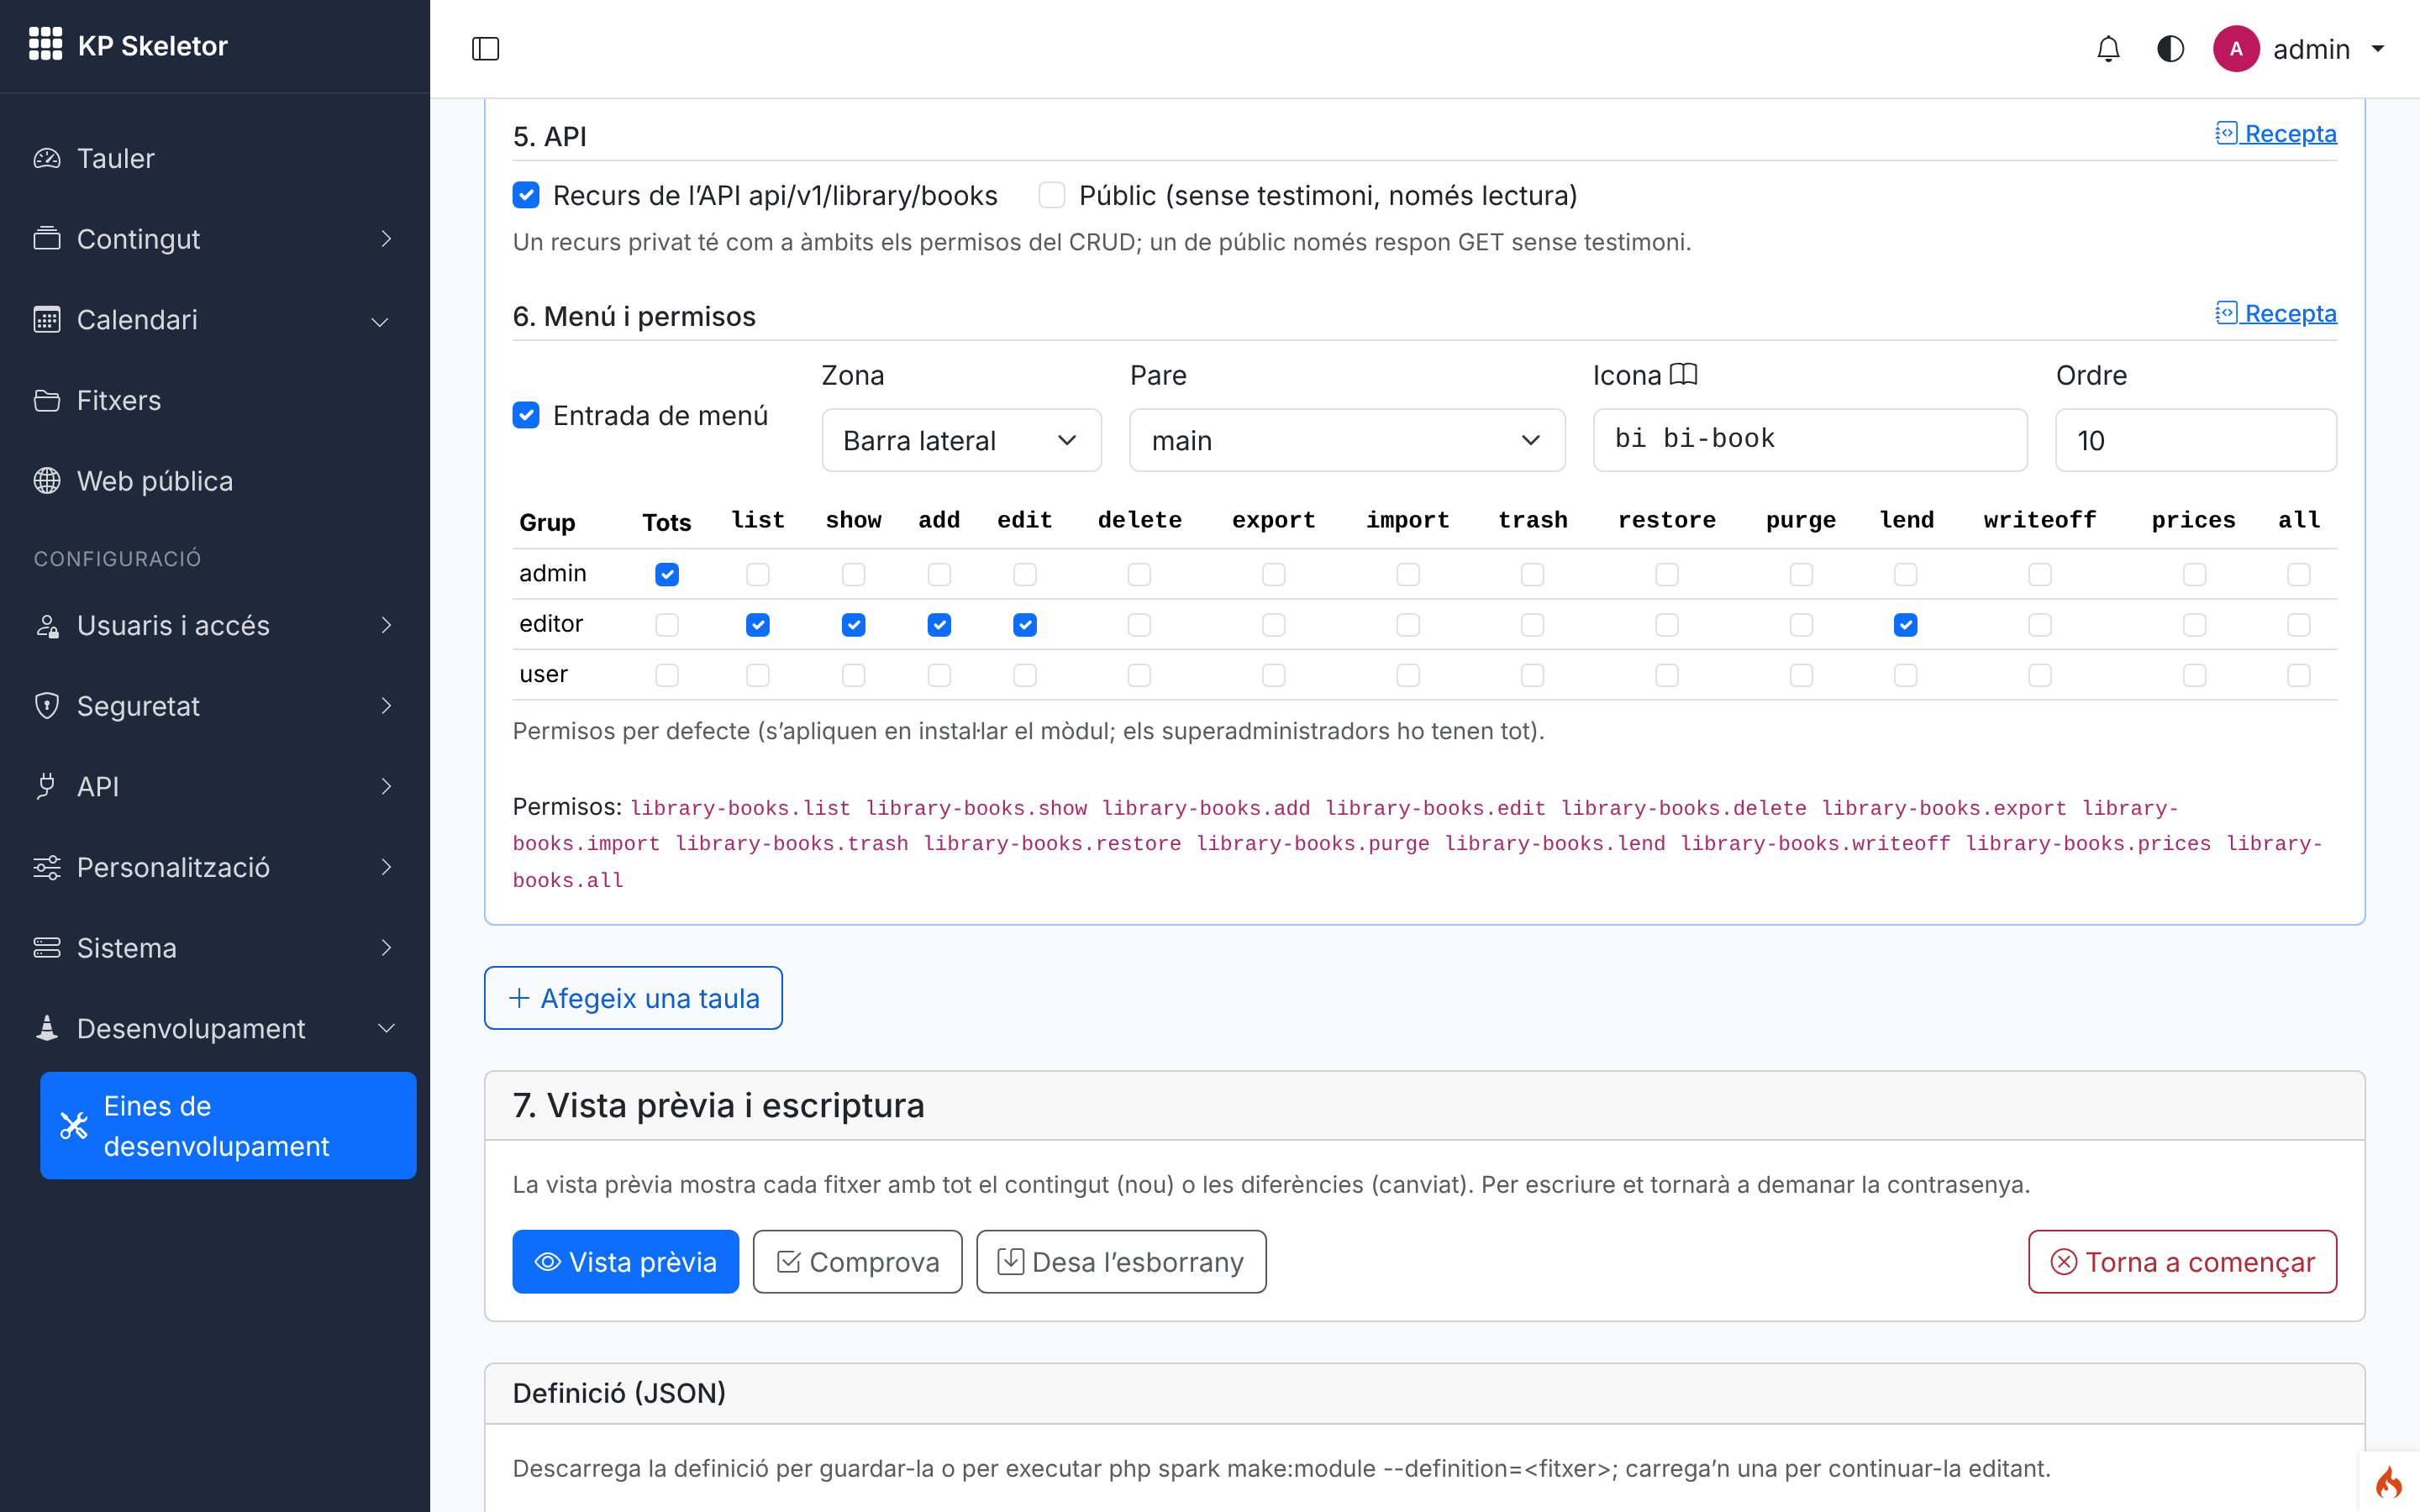 KP Skeletor
Tauler
Contingut
Calendari
Fitxers
Web pública
CONFIGURACIÓ
Usuaris i accés
Seguretat
API
Personalització
Sistema
Desenvolupament
Eines de
desenvolupament
A admin
5. API
Recepta
Recurs de l’API api/v1/library/books Públic (sense testimoni, només lectura)
Un recurs privat té com a àmbits els permisos del CRUD; un de públic només respon GET sense testimoni.
6. Menú i permisos
Recepta
Entrada de menú
Zona Pare Icona Ordre
Barra lateral main bi bi-book 10
Grup Tots list show add edit delete export import trash restore purge lend writeoff prices all
admin
editor
user
Permisos per defecte (s’apliquen en instal·lar el mòdul; els superadministradors ho tenen tot).
Permisos: library-books.list library-books.show library-books.add library-books.edit library-books.delete library-books.export library-
books.import library-books.trash library-books.restore library-books.purge library-books.lend library-books.writeoff library-books.prices library-
books.all
Afegeix una taula
7. Vista prèvia i escriptura
La vista prèvia mostra cada fitxer amb tot el contingut (nou) o les diferències (canviat). Per escriure et tornarà a demanar la contrasenya.
Vista prèvia Comprova Desa l’esborrany Torna a començar
Definició (JSON)
Descarrega la definició per guardar-la o per executar php spark make:module --definition=<fitxer>; carrega’n una per continuar-la editant.